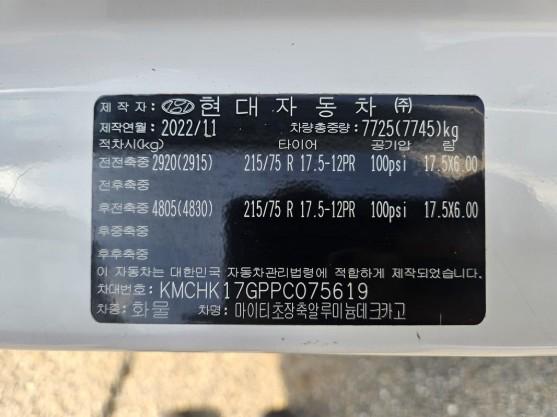 제 작 자 : 현 대 자 동 차 ㈜
제작연월: 2022/11 차량총중량: 7725(7745)kg
적차시(kg) 타이어 공기압 림
전전축중 2920(2915) 215/75 R 17.5-12PR 100psi 17.5X6.00
전후축중
후전축중 4805(4830) 215/75 R 17.5-12PR 100psi 17.5X6.00
후중축중
후후축중
이 자동차는 대한민국 자동차관리법령에 적합하게 제작되었습니다.
차대번호: KMCHK17GPPC075619
차종: 화물 차명: 마이티초장축알루미늄데크카고